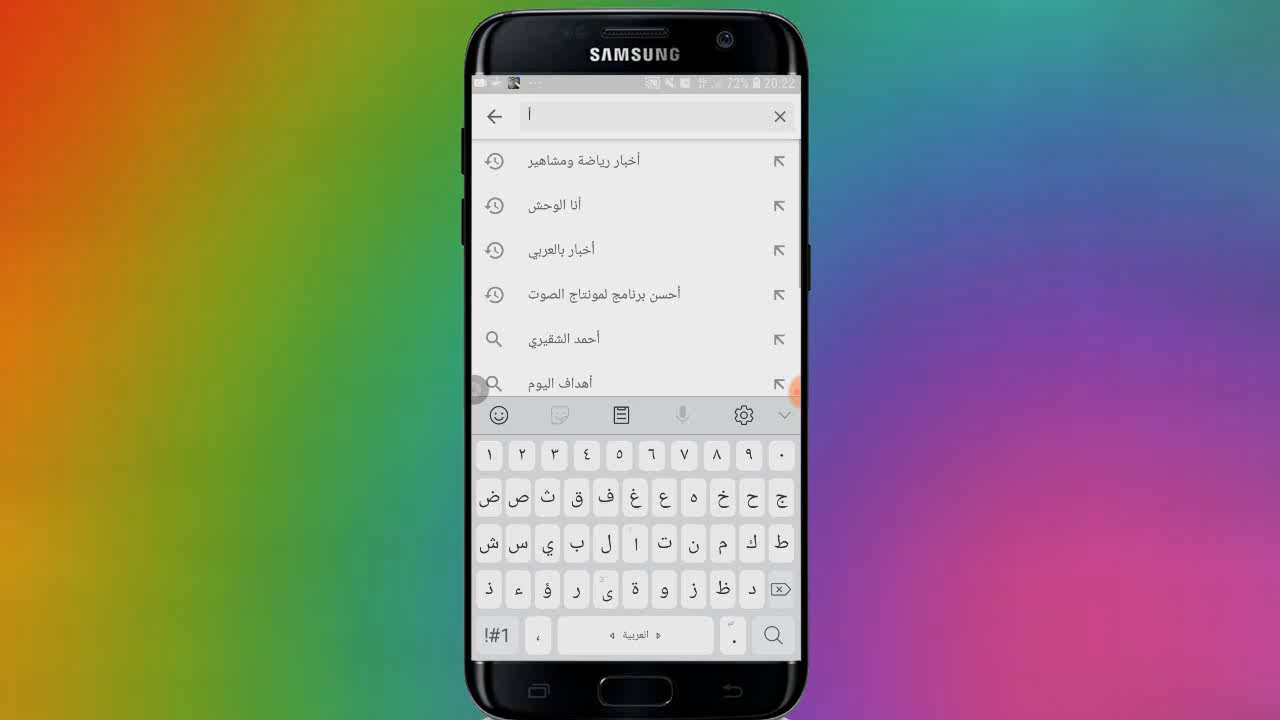 SAMSUNG
72% 20:22
أ
أخبار رياضة ومشاهير
أنا الوحش
أخبار بالعربي
أحسن برنامج لمونتاج الصوت
أحمد الشقيري
أهداف اليوم
١ ٢ ٣ ٤ ٥ ٦ ٧ ٨ ٩ ٠
ض ص ث ق ف غ ع ه خ ح ج
ش س ي ب ل ا ت ن م ك ط
ذ ء ؤ ر ى ة و ز ظ د
!#1 ، العربية .